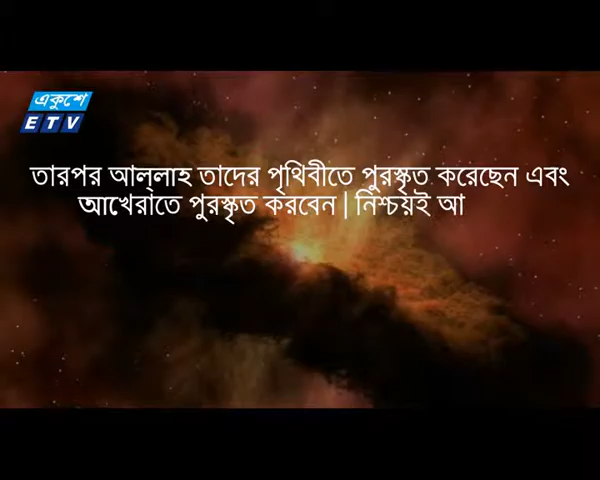 একুশে
ETV
তারপর আল্লাহ তাদের পৃথিবীতে পুরস্কৃত করেছেন এবং
আখেরাতে পুরস্কৃত করবেন | নিশ্চয়ই আ